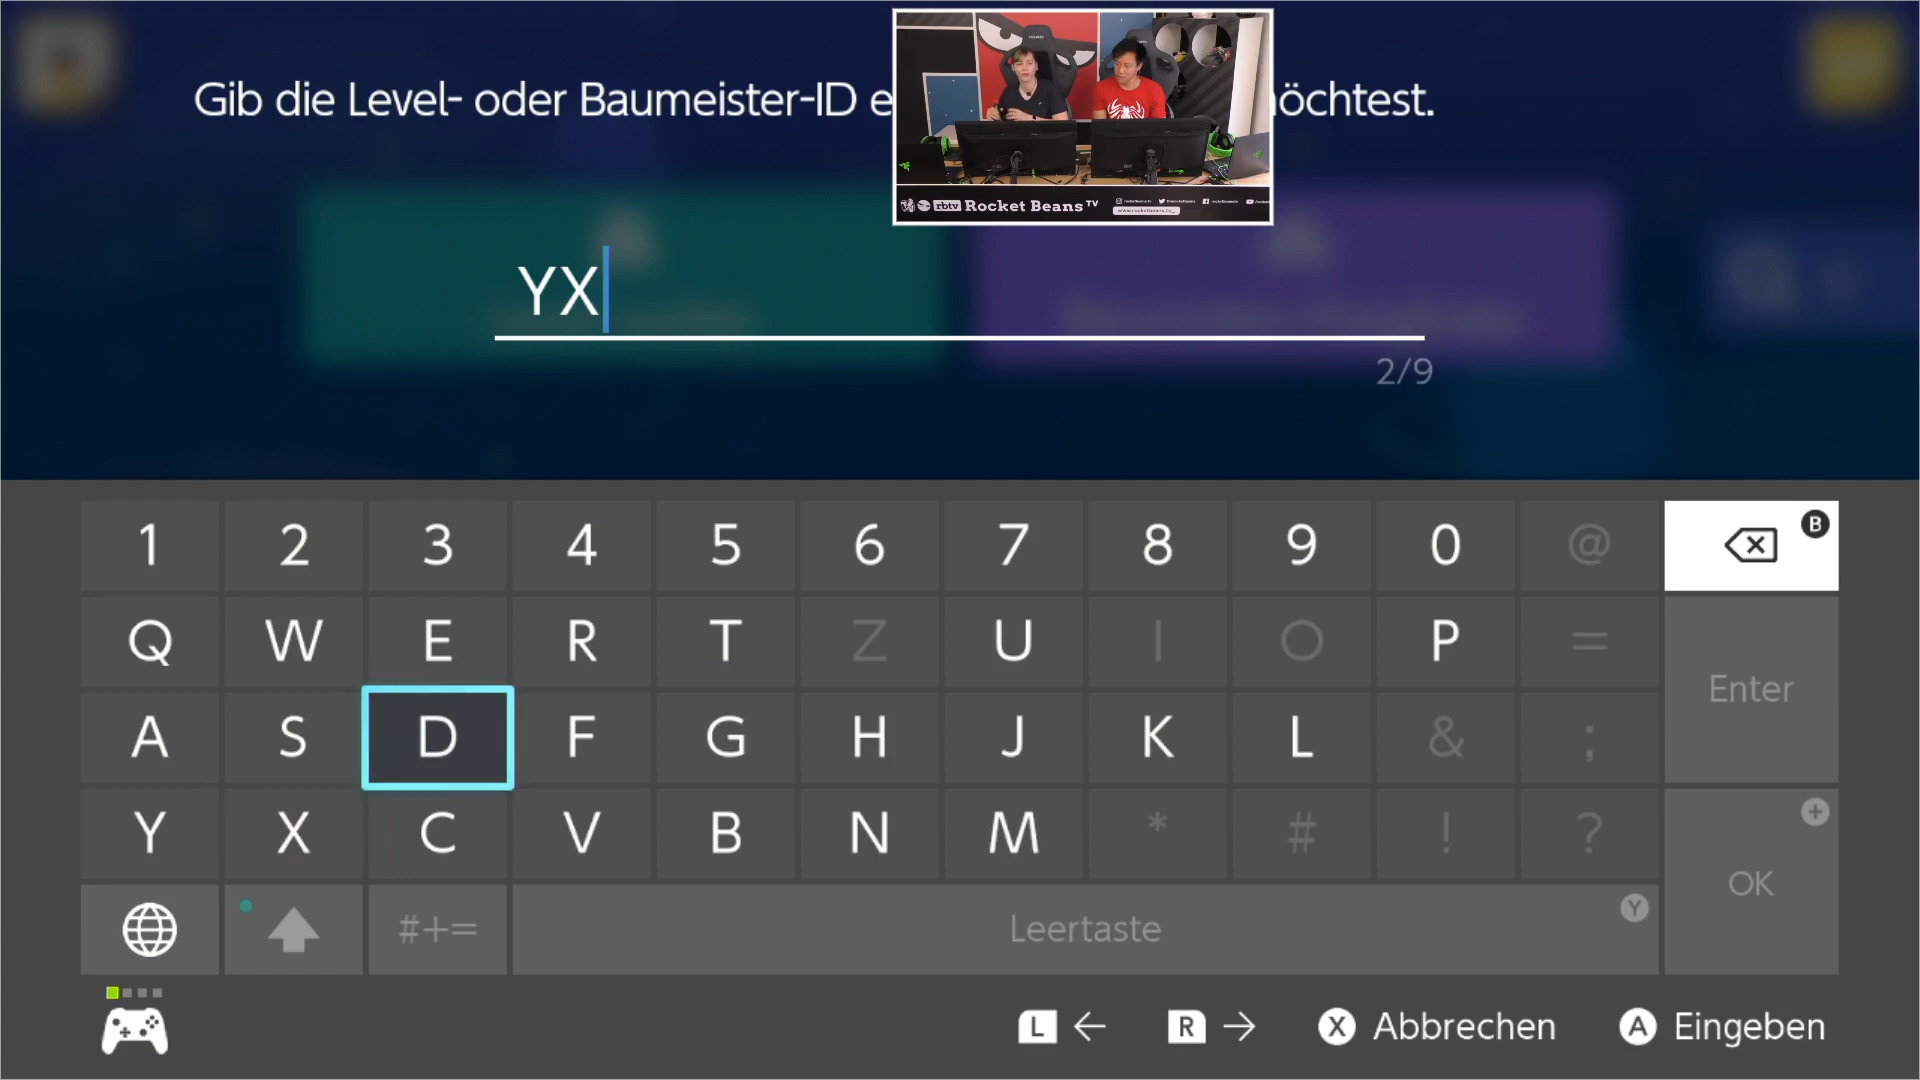 Gib die Level- oder Baumeister-ID e
öchtest.
rbtv Rocket Beans TV
YX
2/9
1 2 3 4 5 6 7 8 9 0 @ B
Q W E R T Z U I O P =
Enter
A S D F G H J K L & ;
Y X C V B N M * # ! ? +
OK
#+= Leertaste Y
L ← R → X Abbrechen A Eingeben